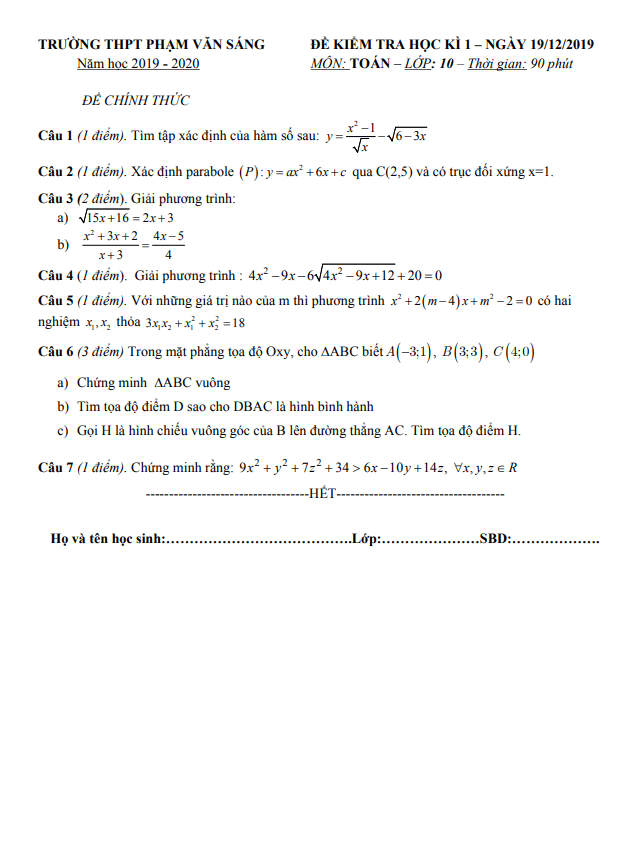 TRƯỜNG THPT PHẠM VĂN SÁNG ĐỀ KIỂM TRA HỌC KÌ 1 – NGÀY 19/12/2019
Năm học 2019 - 2020 MÔN: TOÁN – LỚP: 10 – Thời gian: 90 phút
ĐỀ CHÍNH THỨC
Câu 1 (1 điểm). Tìm tập xác định của hàm số sau: $y = \frac{x^2-1}{\sqrt{x}} - \sqrt{6-3x}$
Câu 2 (1 điểm). Xác định parabole $(P): y = ax^2 + 6x + c$ qua C(2,5) và có trục đối xứng x=1.
Câu 3 (2 điểm). Giải phương trình:
a) $\sqrt{15x+16} = 2x+3$
b) $\frac{x^2+3x+2}{x+3} = \frac{4x-5}{4}$
Câu 4 (1 điểm). Giải phương trình : $4x^2 - 9x - 6\sqrt{4x^2-9x+12} + 20 = 0$
Câu 5 (1 điểm). Với những giá trị nào của m thì phương trình $x^2 + 2(m-4)x + m^2 - 2 = 0$ có hai
nghiệm $x_1, x_2$ thỏa $3x_1x_2 + x_1^2 + x_2^2 = 18$
Câu 6 (3 điểm) Trong mặt phẳng tọa độ Oxy, cho ΔABC biết $A(-3;1), B(3;3), C(4;0)$
a) Chứng minh ΔABC vuông
b) Tìm tọa độ điểm D sao cho DBAC là hình bình hành
c) Gọi H là hình chiếu vuông góc của B lên đường thẳng AC. Tìm tọa độ điểm H.
Câu 7 (1 điểm). Chứng minh rằng: $9x^2 + y^2 + 7z^2 + 34 > 6x - 10y + 14z, \forall x, y, z \in R$
-----------------------------------HẾT------------------------------------
Họ và tên học sinh:………………………………….Lớp:…………………SBD:……………….